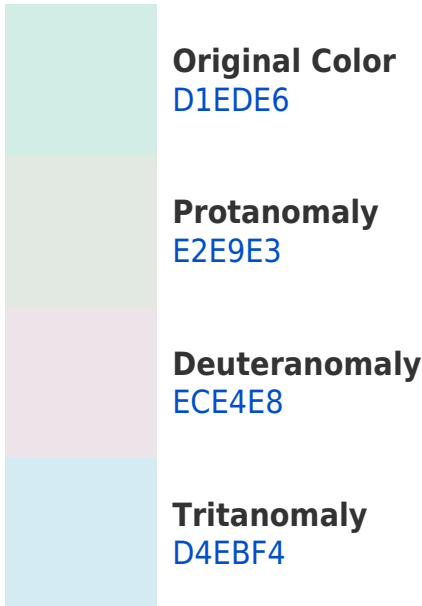 Original Color
D1EDE6
Protanomaly
E2E9E3
Deuteranomaly
ECE4E8
Tritanomaly
D4EBF4